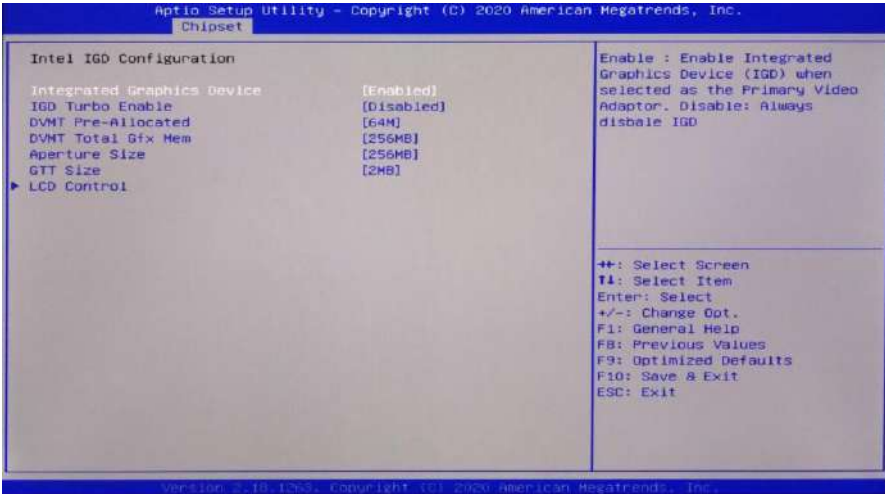 Aptio Setup Utility – Copyright (C) 2020 American Megatrends, Inc.
Chipset
Intel IGD Configuration
Integrated Graphics Device [Enabled]
IGD Turbo Enable [Disabled]
DVMT Pre-Allocated [64M]
DVMT Total Gfx Mem [256MB]
Aperture Size [256MB]
GTT Size [2MB]
LCD Control
Enable : Enable Integrated
Graphics Device (IGD) when
selected as the Primary Video
Adaptor. Disable: Always
disbale IGD
: Select Screen
↑↓: Select Item
Enter: Select
+/-: Change Opt.
F1: General Help
F8: Previous Values
F9: Optimized Defaults
F10: Save & Exit
ESC: Exit
Version 2.18.1263. Copyright (C) 2020 American Megatrends, Inc.